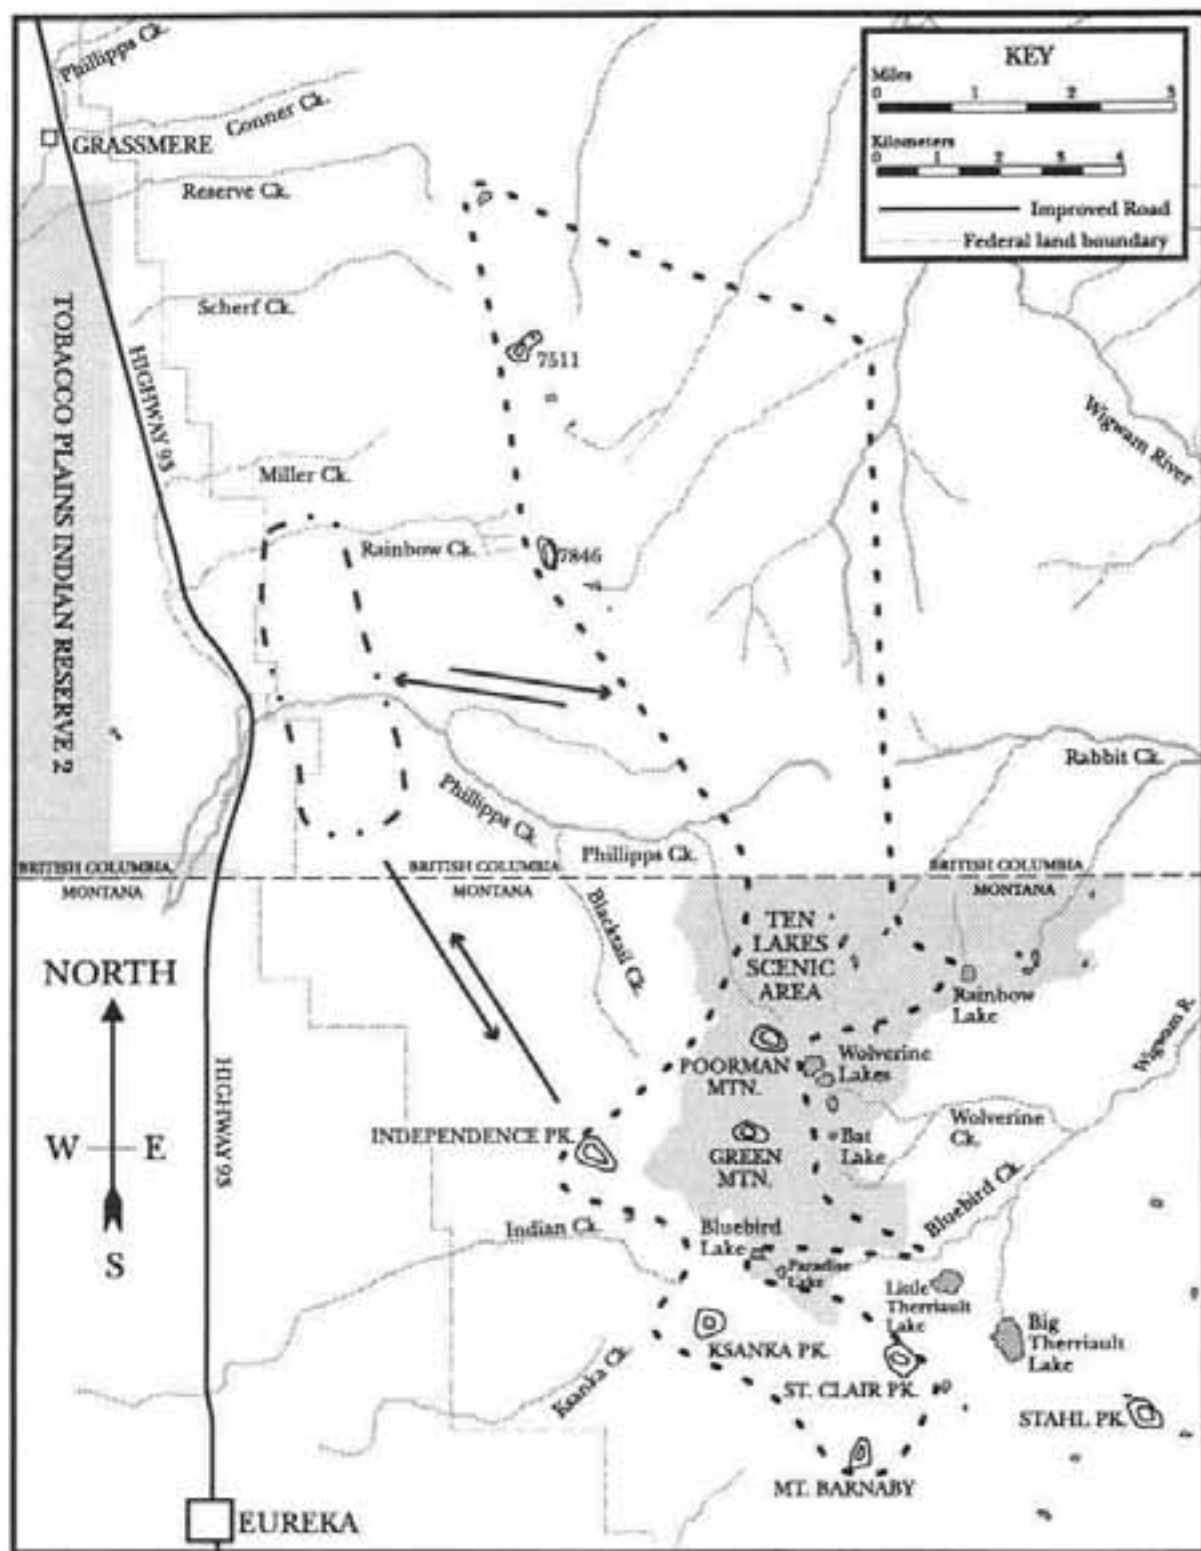 Phillipps Ck.
KEY
Miles
0 1 2 3
Kilometers
0 1 2 3 4
Improved Road
Federal land boundary
Conner Ck.
GRASSMERE
Reserve Ck.
Scherf Ck.
TOBACCO PLAINS INDIAN RESERVE 2
HIGHWAY 93
7511
Wigwam River
Miller Ck.
Rainbow Ck.
7846
Rabbit Ck.
Phillipps Ck.
Phillipps Ck.
BRITISH COLUMBIA
MONTANA
BRITISH COLUMBIA
MONTANA
BRITISH COLUMBIA
MONTANA
Blacktail Ck.
TEN
LAKES
SCENIC
AREA
NORTH
W E
S
HIGHWAY 93
Rainbow
Lake
Wigwam R.
POORMAN
MTN.
Wolverine
Lakes
Wolverine
Ck.
INDEPENDENCE PK.
GREEN
MTN.
Bat
Lake
Bluebird Ck.
Indian Ck.
Bluebird
Lake
Paradise
Lake
Little
Therriault
Lake
Big
Therriault
Lake
KSANKA PK.
Ksanka Ck.
ST. CLAIR PK.
STAHL PK.
MT. BARNABY
EUREKA